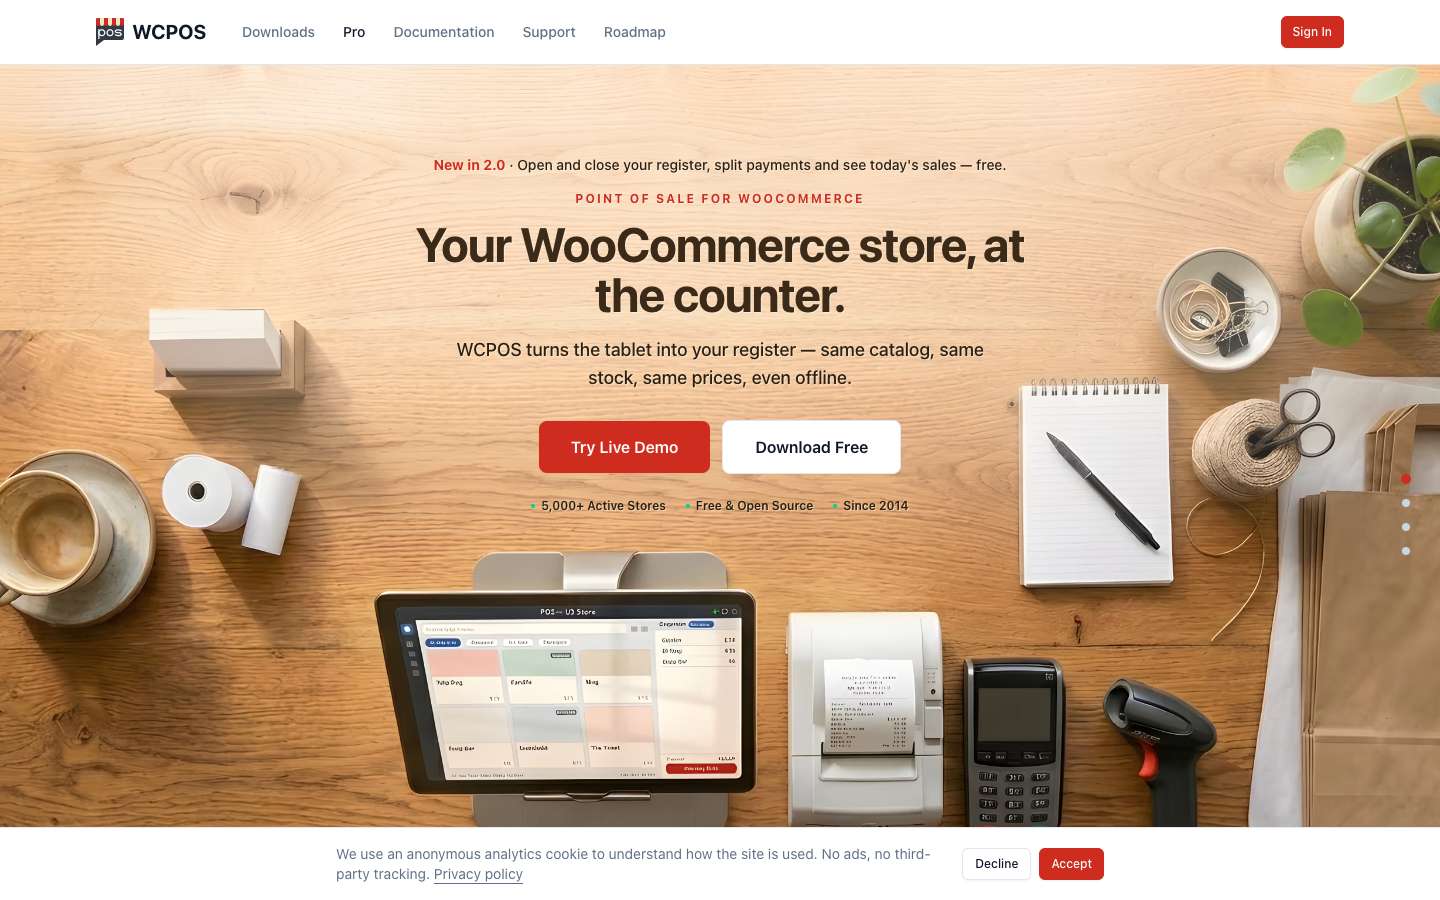 pos WCPOS
Downloads
Pro
Documentation
Support
Roadmap
Sign In
New in 2.0 · Open and close your register, split payments and see today's sales — free.
POINT OF SALE FOR WOOCOMMERCE
Your WooCommerce store, at
the counter.
WCPOS turns the tablet into your register — same catalog, same
stock, same prices, even offline.
Try Live Demo
Download Free
5,000+ Active Stores
Free & Open Source
Since 2014
We use an anonymous analytics cookie to understand how the site is used. No ads, no third-
party tracking. Privacy policy
Decline
Accept